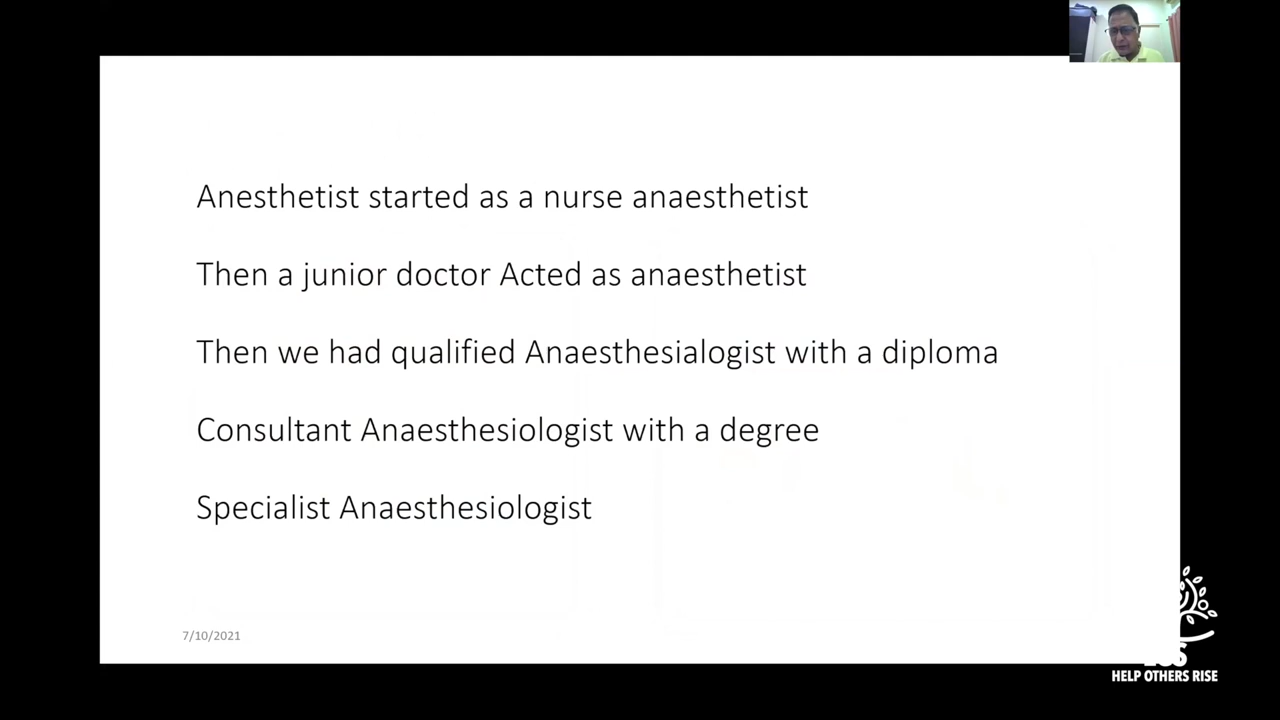 Anesthetist started as a nurse anaesthetist
Then a junior doctor Acted as anaesthetist
Then we had qualified Anaesthesialogist with a diploma
Consultant Anaesthesiologist with a degree
Specialist Anaesthesiologist
7/10/2021
HELP OTHERS RISE